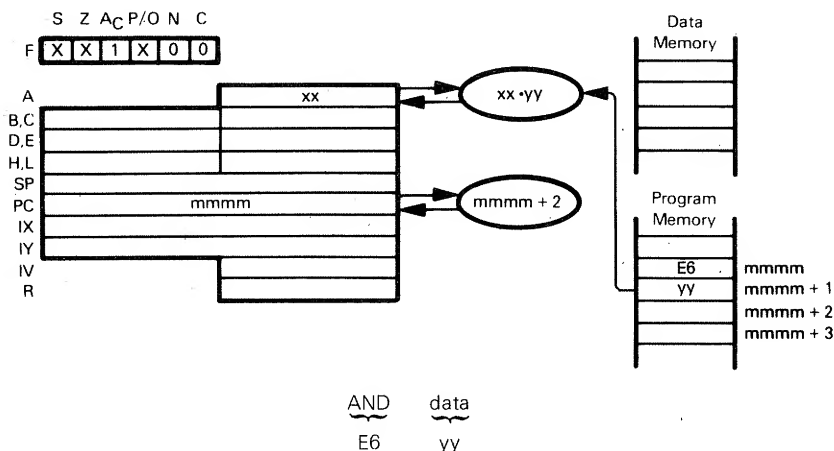 S Z AC P/O N C
F X X 1 X 0 0
Data
Memory
A xx
xx • yy
B,C
D,E
H,L
SP
PC mmmm
mmmm + 2
IX
IY
IV
R
Program
Memory
E6 mmmm
yy mmmm + 1
mmmm + 2
mmmm + 3
AND data
E6 yy